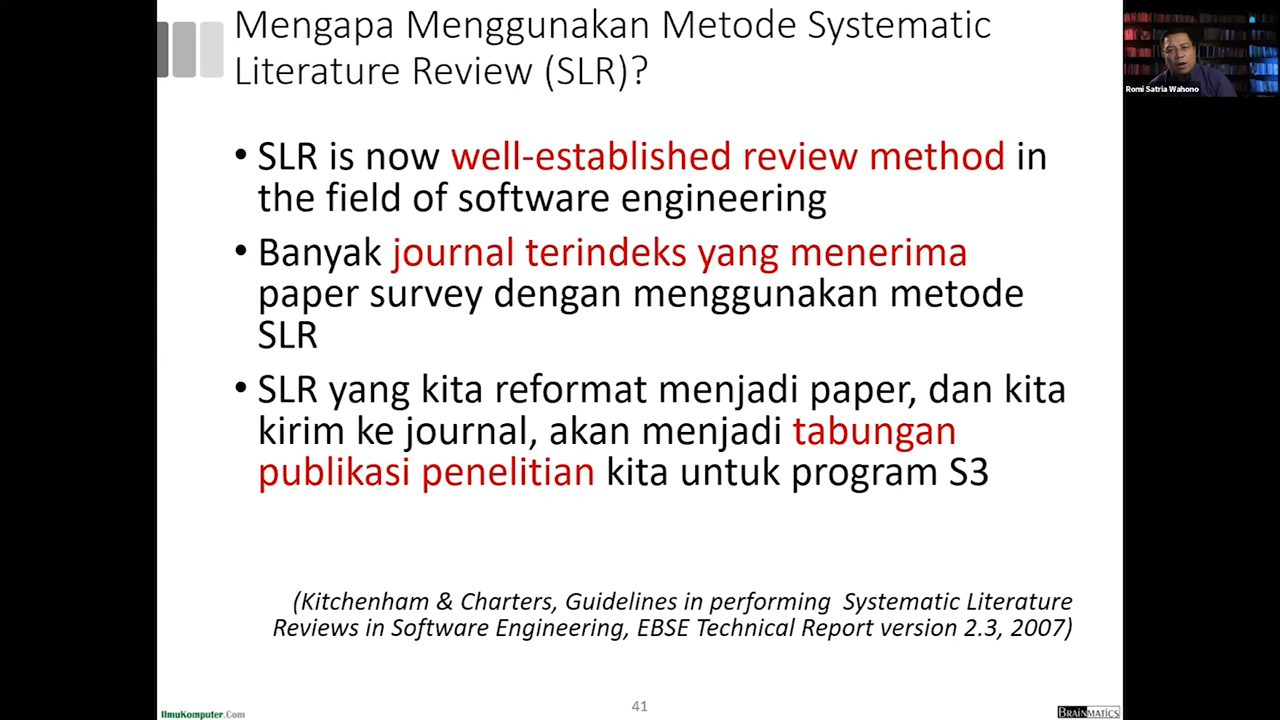 Mengapa Menggunakan Metode Systematic
Literature Review (SLR)?
Romi Satria Wahono
• SLR is now well-established review method in
the field of software engineering
• Banyak journal terindeks yang menerima
paper survey dengan menggunakan metode
SLR
• SLR yang kita reformat menjadi paper, dan kita
kirim ke journal, akan menjadi tabungan
publikasi penelitian kita untuk program S3
(Kitchenham & Charters, Guidelines in performing Systematic Literature
Reviews in Software Engineering, EBSE Technical Report version 2.3, 2007)
IlmuKomputer.Com
41
BRAINMATICS